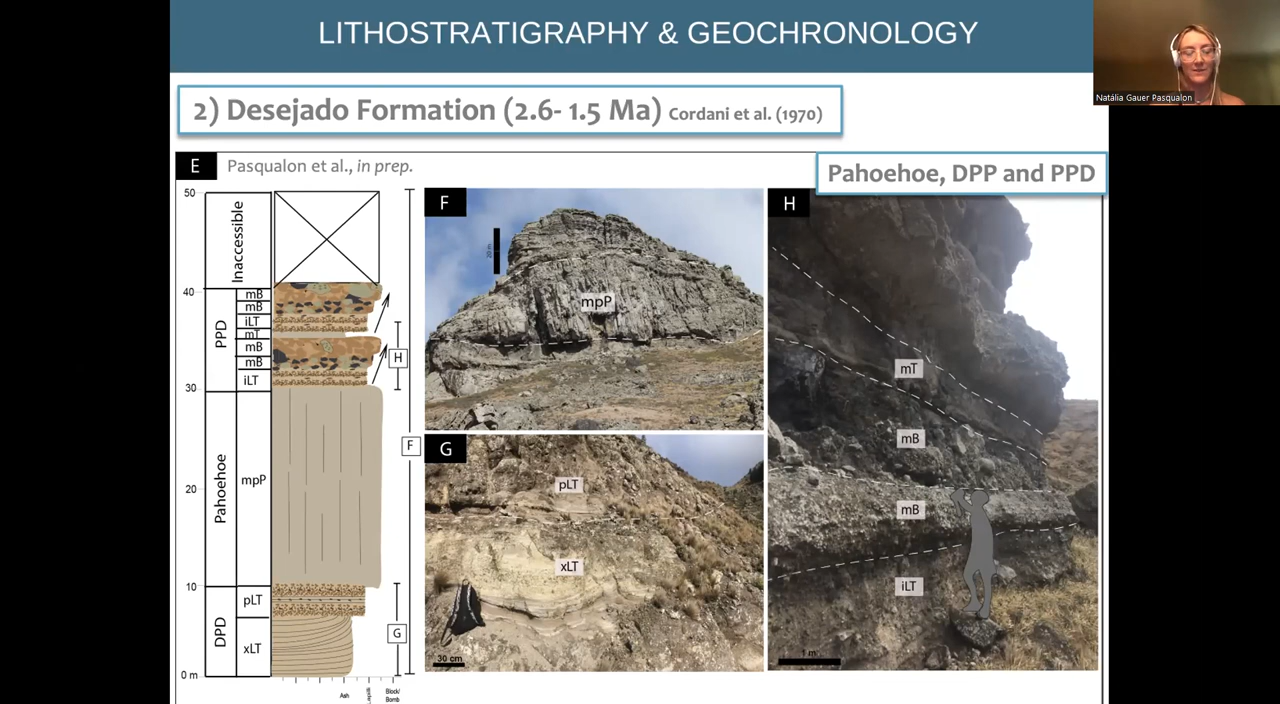 LITHOSTRATIGRAPHY & GEOCHRONOLOGY
Natália Gauer Pasqualon
2) Desejado Formation (2.6- 1.5 Ma) Cordani et al. (1970)
Pahoehoe, DPP and PPD
E
Pasqualon et al., in prep.
50
Inaccessible
40
PPD
mB
mB
iLT
mT
mB
mB
iLT
H
30
Pahoehoe
mpP
F
20
10
DPD
pLT
xLT
G
0 m
Ash
Block/
Bomb
F
20 m
mpP
G
pLT
xLT
30 cm
H
mT
mB
mB
iLT
1 m